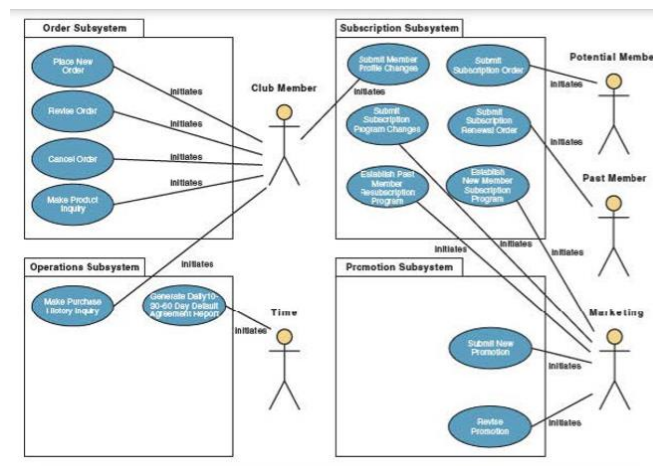 Order Subsystem
Place New
Order
Revise Order
Cancel Order
Make Product
Inquiry
initiates
initiates
initiates
initiates
Club Member
Subscription Subsystem
Submit Member
Profile Changes
initiates
Submit
Subscription
Program Changes
Establish Past
Member
Resubscription
Program
Submit
Subscription Order
Submit
Subscription
Renewal Order
Establish
New Member
Subscription
Program
Potential Membe
initiates
initiates
Past Member
initiates
initiates
initiates
Operations Subsystem
initiates
Make Purchase
History Inquiry
Generate Daily 10-
30-60 Day Default
Agreement Report
initiates
Time
Promotion Subsystem
Submit New
Promotion
Revise
Promotion
initiates
initiates
Marketing